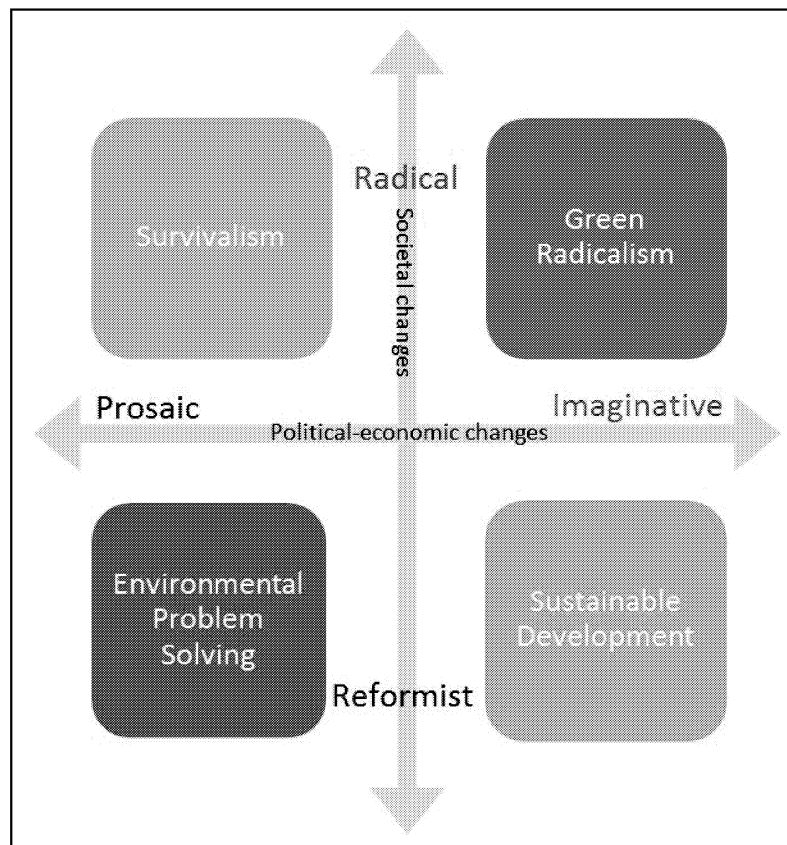 Radical
Survivalism
Green
Radicalism
Societal changes
Prosaic
Imaginative
Political-economic changes
Environmental
Problem
Solving
Sustainable
Development
Reformist